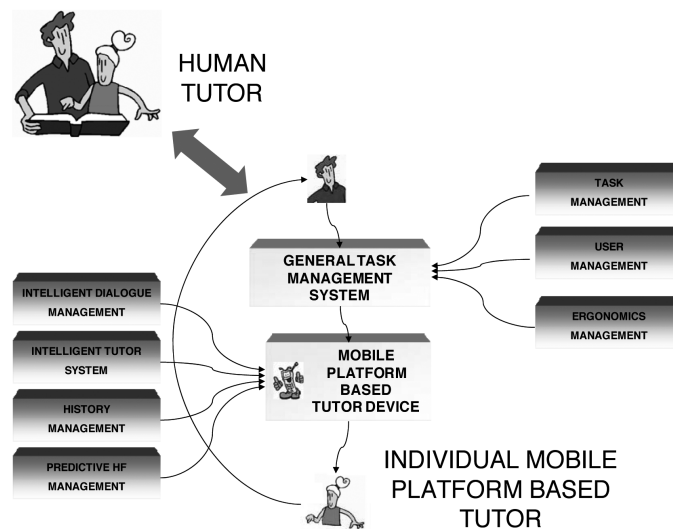 HUMAN
TUTOR
TASK
MANAGEMENT
USER
MANAGEMENT
ERGONOMICS
MANAGEMENT
GENERAL TASK
MANAGEMENT
SYSTEM
INTELLIGENT DIALOGUE
MANAGEMENT
INTELLIGENT TUTOR
SYSTEM
HISTORY
MANAGEMENT
PREDICTIVE HF
MANAGEMENT
MOBILE
PLATFORM
BASED
TUTOR DEVICE
INDIVIDUAL MOBILE
PLATFORM BASED
TUTOR